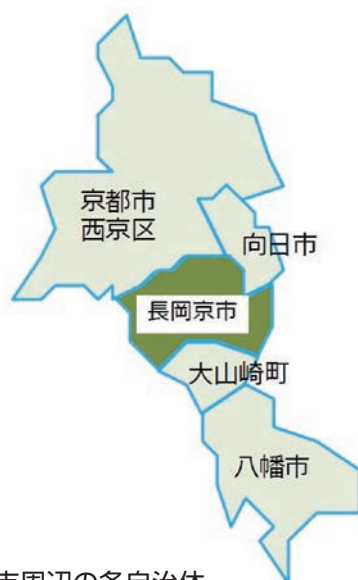 京都市
西京区
向日市
長岡京市
大山崎町
八幡市
市周辺の各自治体